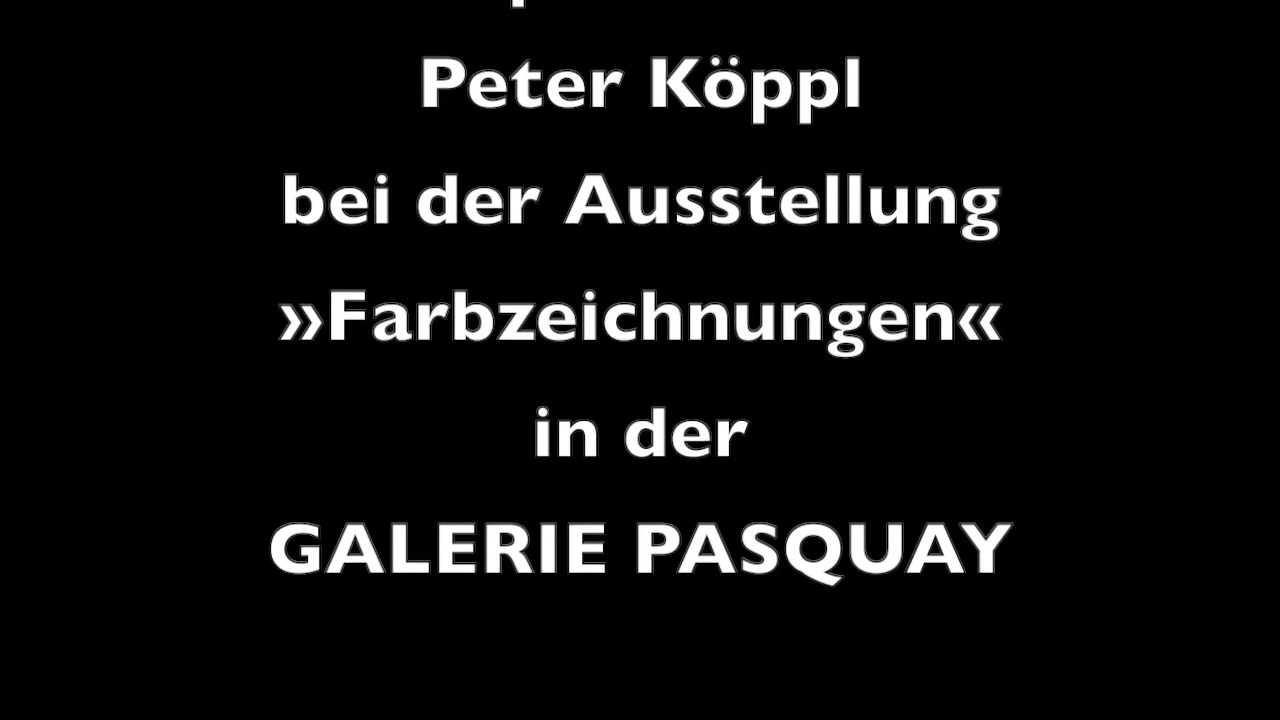 Peter Köppl
bei der Ausstellung
»Farbzeichnungen«
in der
GALERIE PASQUAY